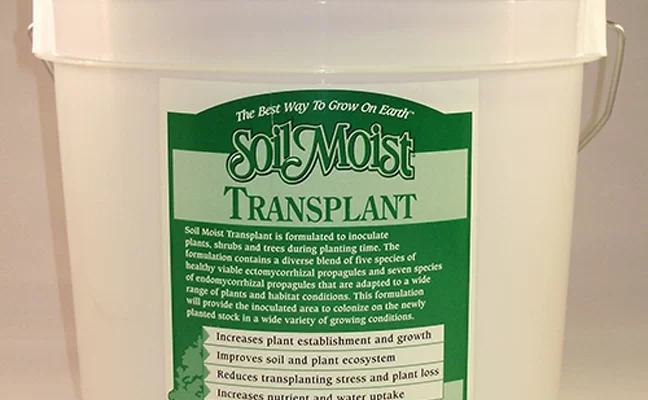 The Best Way To Grow On Earth™
Soil Moist
TRANSPLANT
Soil Moist Transplant is formulated to inoculate
plants, shrubs and trees during planting time. The
formulation contains a diverse blend of five species of
healthy viable ectomycorrhizal propagules and seven species
of endomycorrhizal propagules that are adapted to a wide
range of plants and habitat conditions. This formulation
will provide the inoculated area to colonize on the newly
planted stock in a wide variety of growing conditions.
Increases plant establishment and growth
Improves soil and plant ecosystem
Reduces transplanting stress and plant loss
Increases nutrient and water uptake